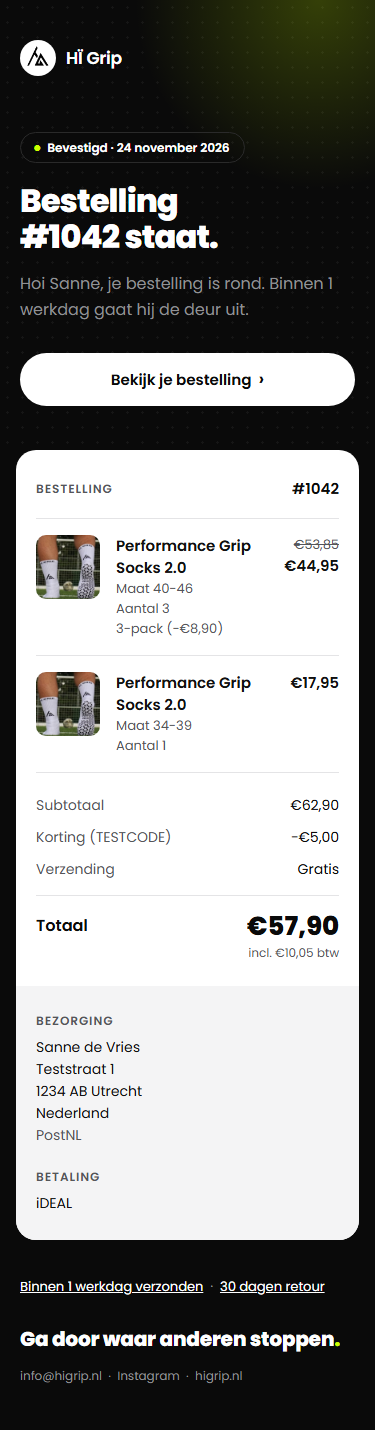 HÏ Grip
Bevestigd · 24 november 2026
Bestelling
#1042 staat.
Hoi Sanne, je bestelling is rond. Binnen 1
werkdag gaat hij de deur uit.
Bekijk je bestelling ›
BESTELLING #1042
Performance Grip €53,85
Socks 2.0 €44,95
Maat 40-46
Aantal 3
3-pack (-€8,90)
Performance Grip €17,95
Socks 2.0
Maat 34-39
Aantal 1
Subtotaal €62,90
Korting (TESTCODE) -€5,00
Verzending Gratis
Totaal €57,90
incl. €10,05 btw
BEZORGING
Sanne de Vries
Teststraat 1
1234 AB Utrecht
Nederland
PostNL
BETALING
iDEAL
Binnen 1 werkdag verzonden · 30 dagen retour
Ga door waar anderen stoppen.
info@higrip.nl · Instagram · higrip.nl